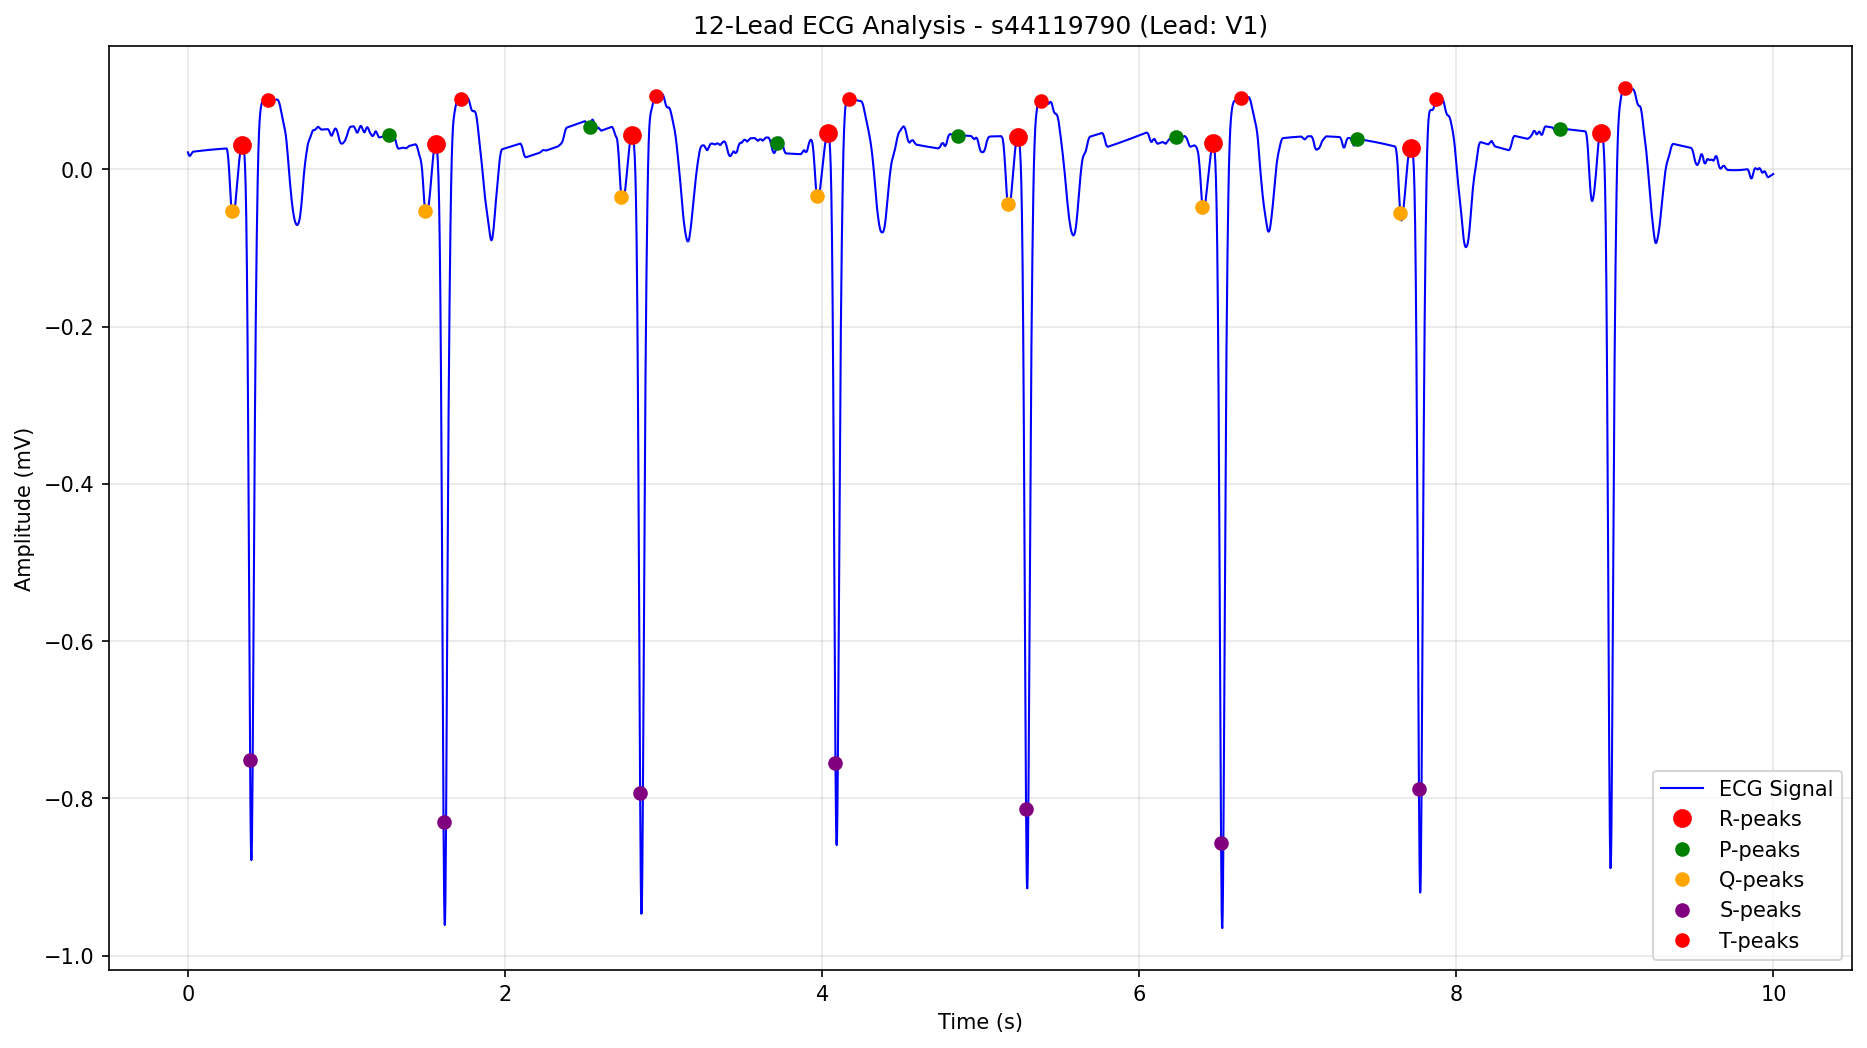 12-Lead ECG Analysis - s44119790 (Lead: V1)
0.0
−0.2
−0.4
−0.6
−0.8
−1.0
Amplitude (mV)
0 2 4 6 8 10
Time (s)
ECG Signal
R-peaks
P-peaks
Q-peaks
S-peaks
T-peaks